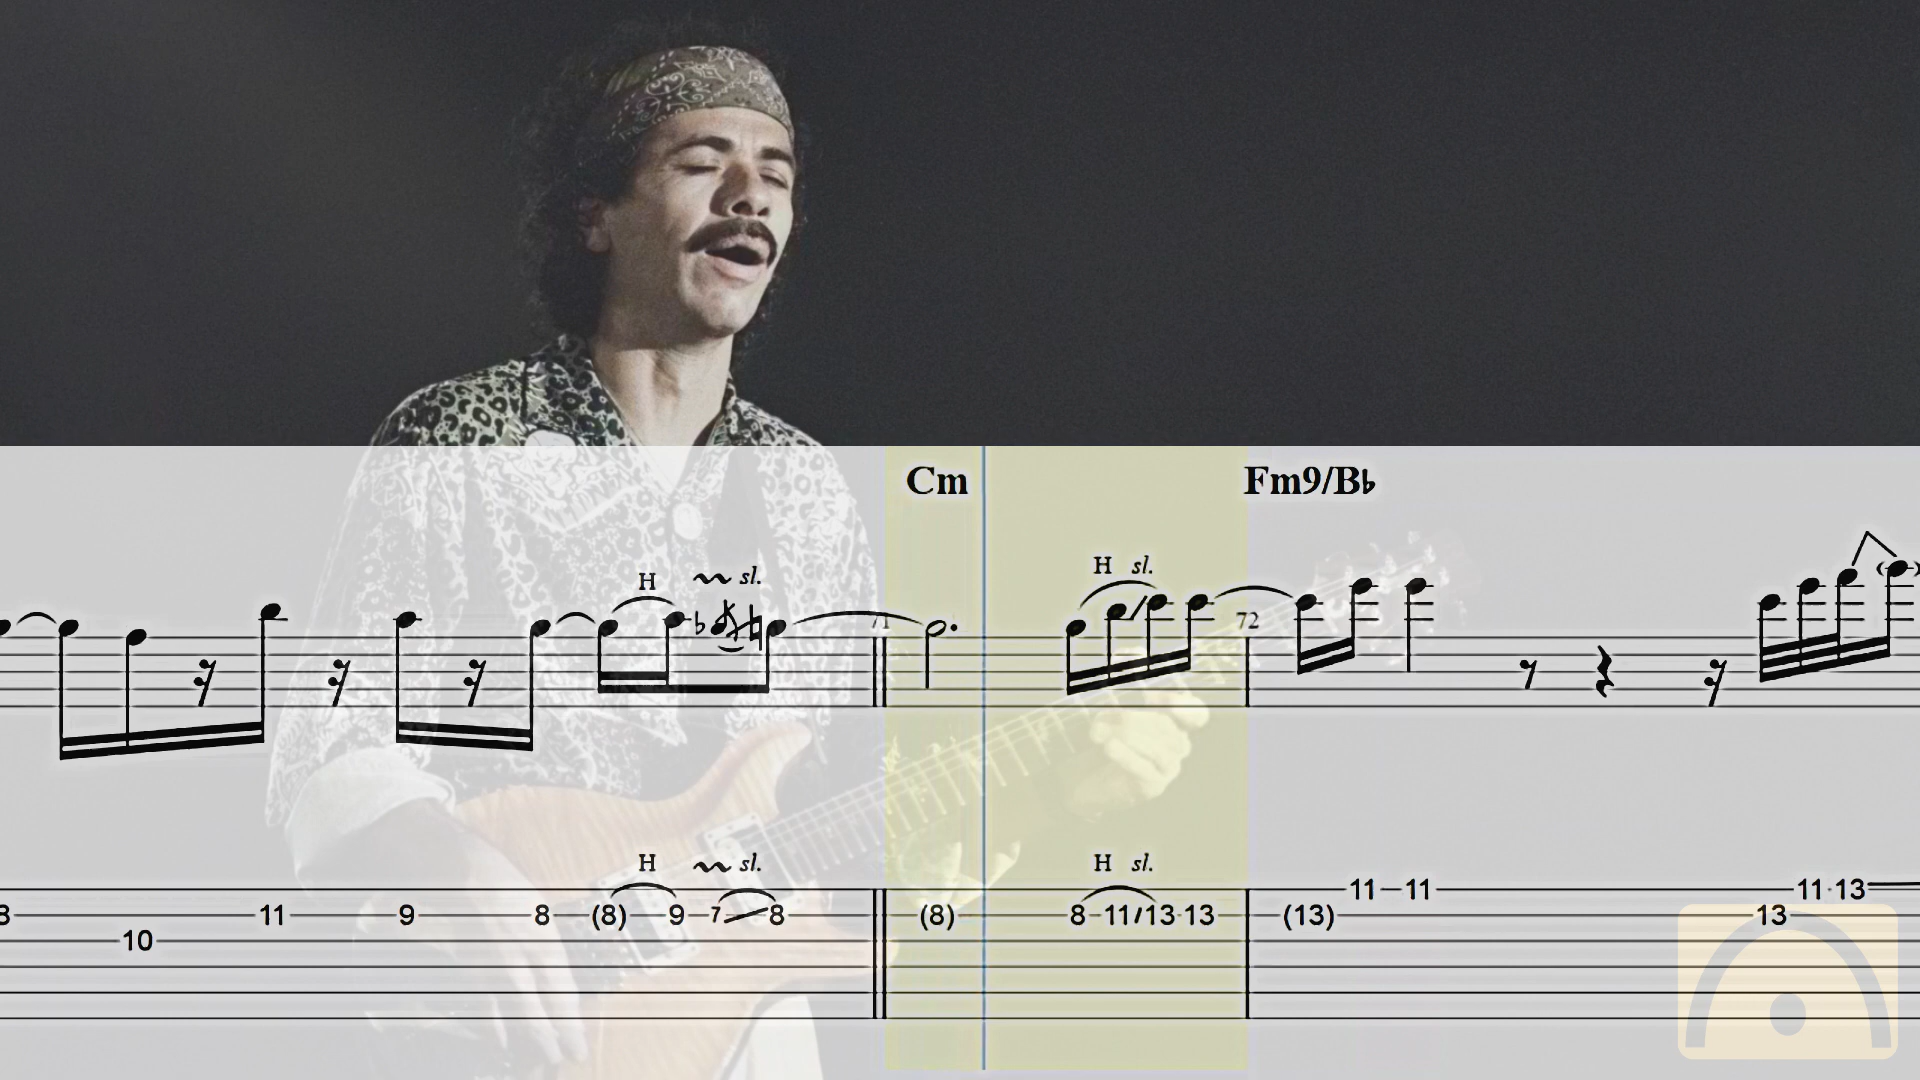 Cm Fm9/B♭
H sl.
H sl.
71 72
H sl. H sl.
11 11 11 13
8 11 9 8 (8) 9 7 8 (8) 8 11 13 13 (13) 13
10